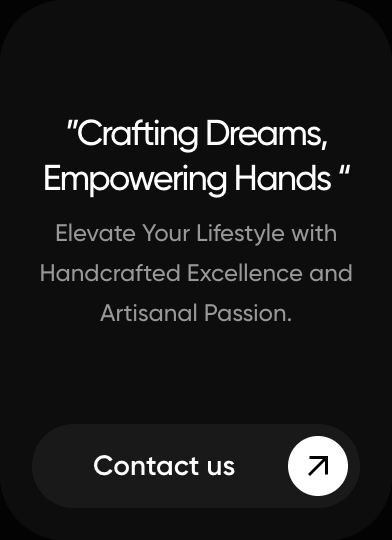 ”Crafting Dreams,
Empowering Hands “
Elevate Your Lifestyle with
Handcrafted Excellence and
Artisanal Passion.
Contact us